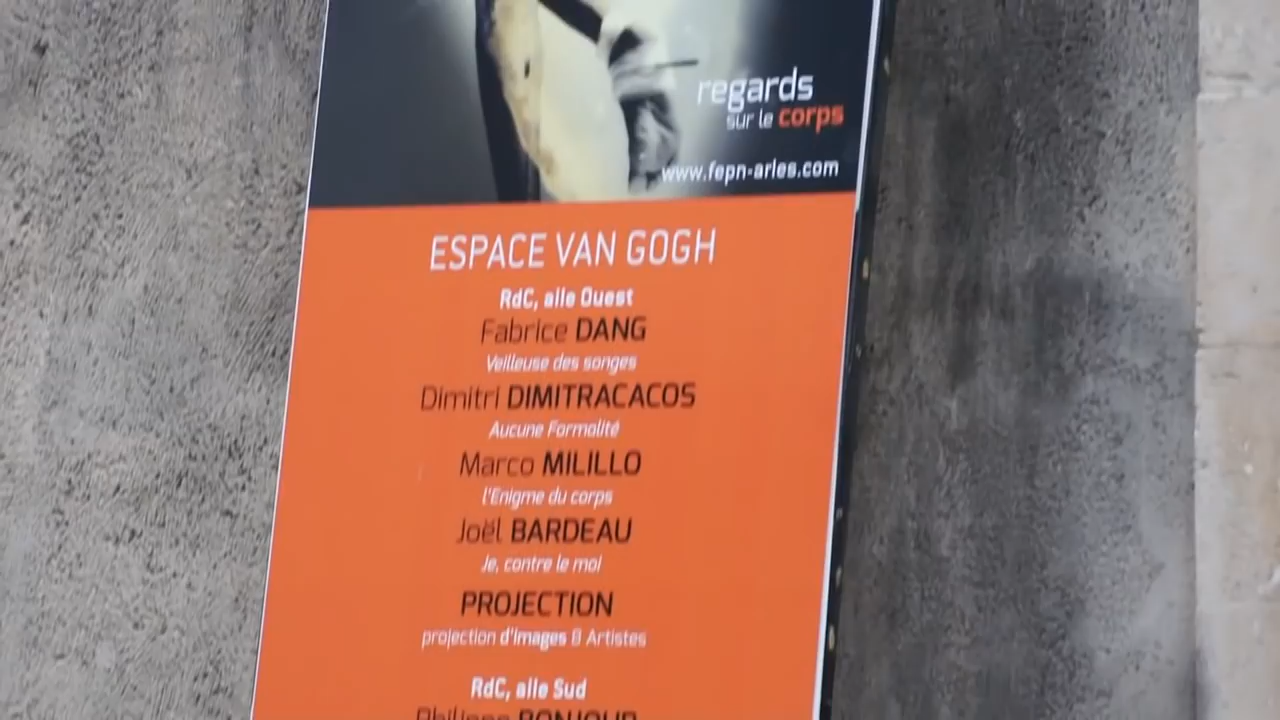 regards
sur le corps
www.fepn-arles.com
ESPACE VAN GOGH
RdC, aile Ouest
Fabrice DANG
Veilleuse des songes
Dimitri DIMITRACACOS
Aucune Formalité
Marco MILILLO
l'Enigme du corps
Joël BARDEAU
Je, contre le moi
PROJECTION
projection d'images & Artistes
RdC, aile Sud
Philippe BONJOUR